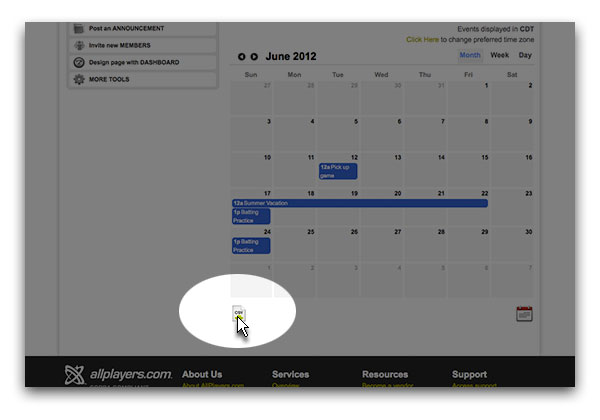 Post an ANNOUNCEMENT
Invite new MEMBERS
Design page with DASHBOARD
MORE TOOLS
Events displayed in CDT
Click Here to change preferred time zone
June 2012
Month Week Day
Sun Mon Tue Wed Thu Fri Sat
27 28 29 30 31 1 2
3 4 5 6 7 8 9
10 11 12 13 14 15 16
12a Pick up
game
17 18 19 20 21 22 23
12a Summer Vacation
1p Batting
Practice
24 25 26 27 28 29 30
1p Batting
Practice
1 2 3 4 5 6 7
CSV
allplayers.com
About Us Services Resources Support
About AllPlayers.com Overview Become a vendor Access support
COPPA COMPLIANT